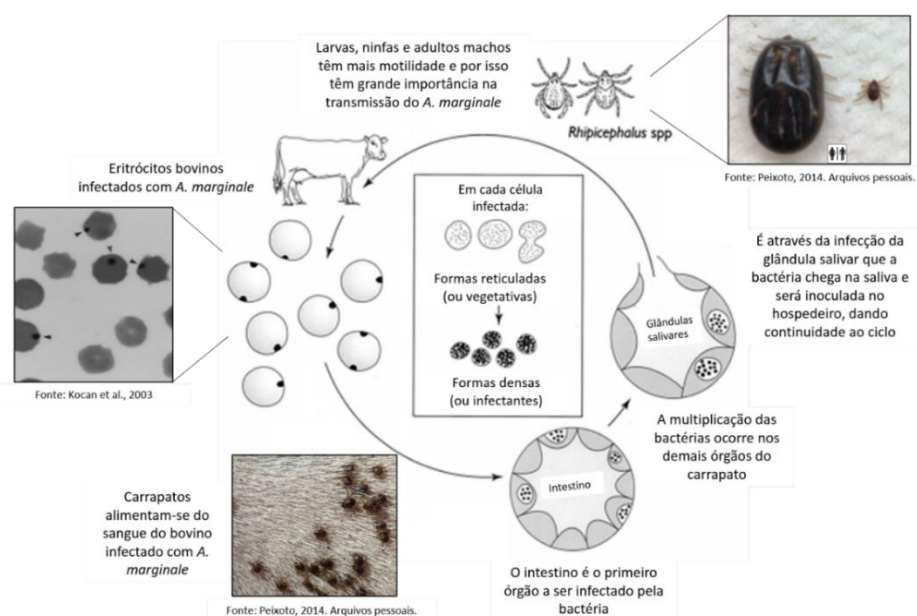 Larvas, ninfas e adultos machos
têm mais motilidade e por isso
têm grande importância na
transmissão do A. marginale
Rhipicephalus spp
Fonte: Peixoto, 2014. Arquivos pessoais.
Eritrócitos bovinos
infectados com A. marginale
Fonte: Kocan et al., 2003
Em cada célula
infectada:
Formas reticuladas
(ou vegetativas)
Formas densas
(ou infectantes)
É através da infecção da
glândula salivar que a
bactéria chega na saliva e
será inoculada no
hospedeiro, dando
continuidade ao ciclo
Glândulas
salivares
A multiplicação das
bactérias ocorre nos
demais órgãos do
carrapato
Intestino
O intestino é o primeiro
órgão a ser infectado pela
bactéria
Carrapatos
alimentam-se do
sangue do bovino
infectado com A.
marginale
Fonte: Peixoto, 2014. Arquivos pessoais.